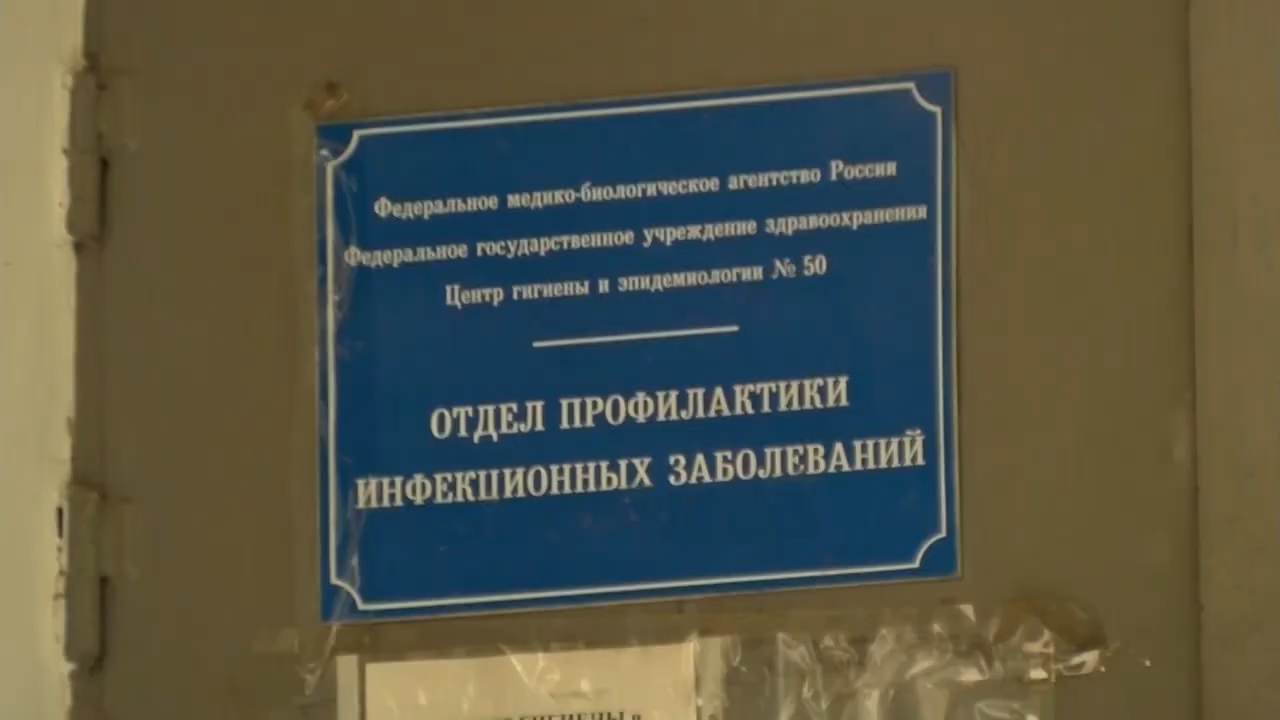 Федеральное медико-биологическое агентство России
Федеральное государственное учреждение здравоохранения
Центр гигиены и эпидемиологии № 50
ОТДЕЛ ПРОФИЛАКТИКИ
ИНФЕКЦИОННЫХ ЗАБОЛЕВАНИЙ